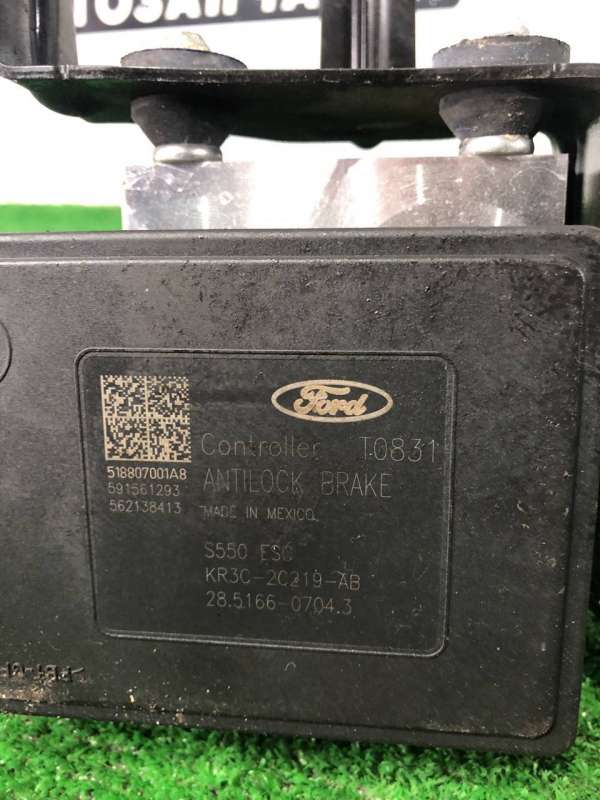 Ford
Controller T0831
ANTILOCK BRAKE
MADE IN MEXICO
518807001A8
591561293
562138413
S550 ESC
KR3C-2C219-AB
28.5166-0704.3